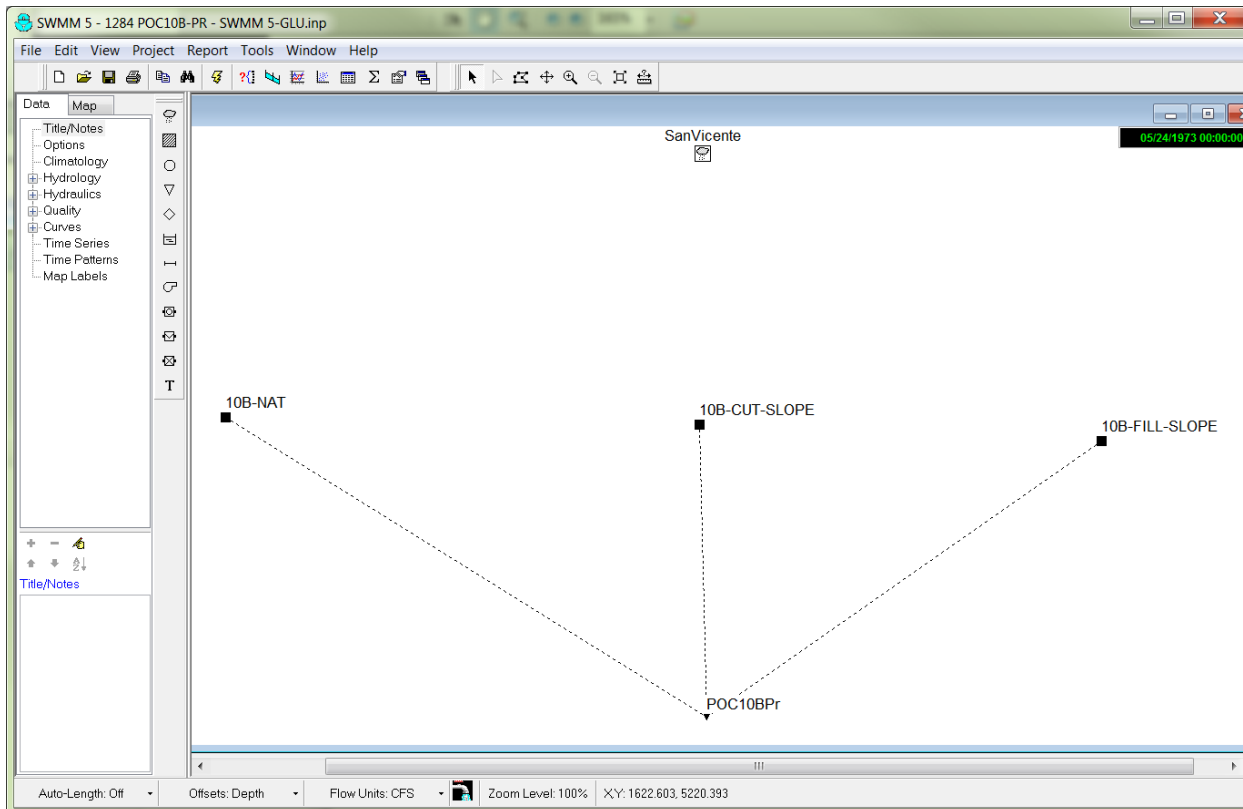 SWMM 5 - 1284 POC10B-PR - SWMM 5-GLU.inp
File Edit View Project Report Tools Window Help
Data Map
Title/Notes
Options
Climatology
Hydrology
Hydraulics
Quality
Curves
Time Series
Time Patterns
Map Labels
T
Title/Notes
05/24/1973 00:00:00
SanVicente
10B-NAT
10B-CUT-SLOPE
10B-FILL-SLOPE
POC10BPr
Auto-Length: Off Offsets: Depth Flow Units: CFS Zoom Level: 100% X,Y: 1622.603, 5220.393